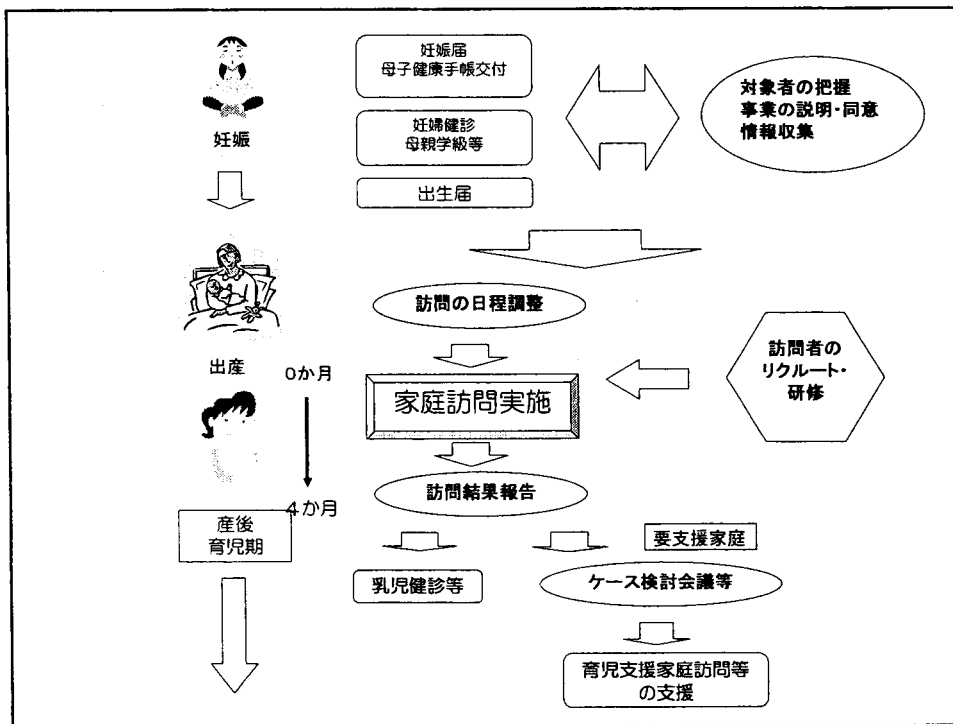 妊娠届
母子健康手帳交付
対象者の把握
事業の説明・同意
情報収集
妊婦健診
母親学級等
妊娠
出生届
訪問の日程調整
出産
0か月
家庭訪問実施
訪問者の
リクルート・
研修
訪問結果報告
4か月
産後
育児期
要支援家庭
乳児健診等
ケース検討会議等
育児支援家庭訪問等
の支援